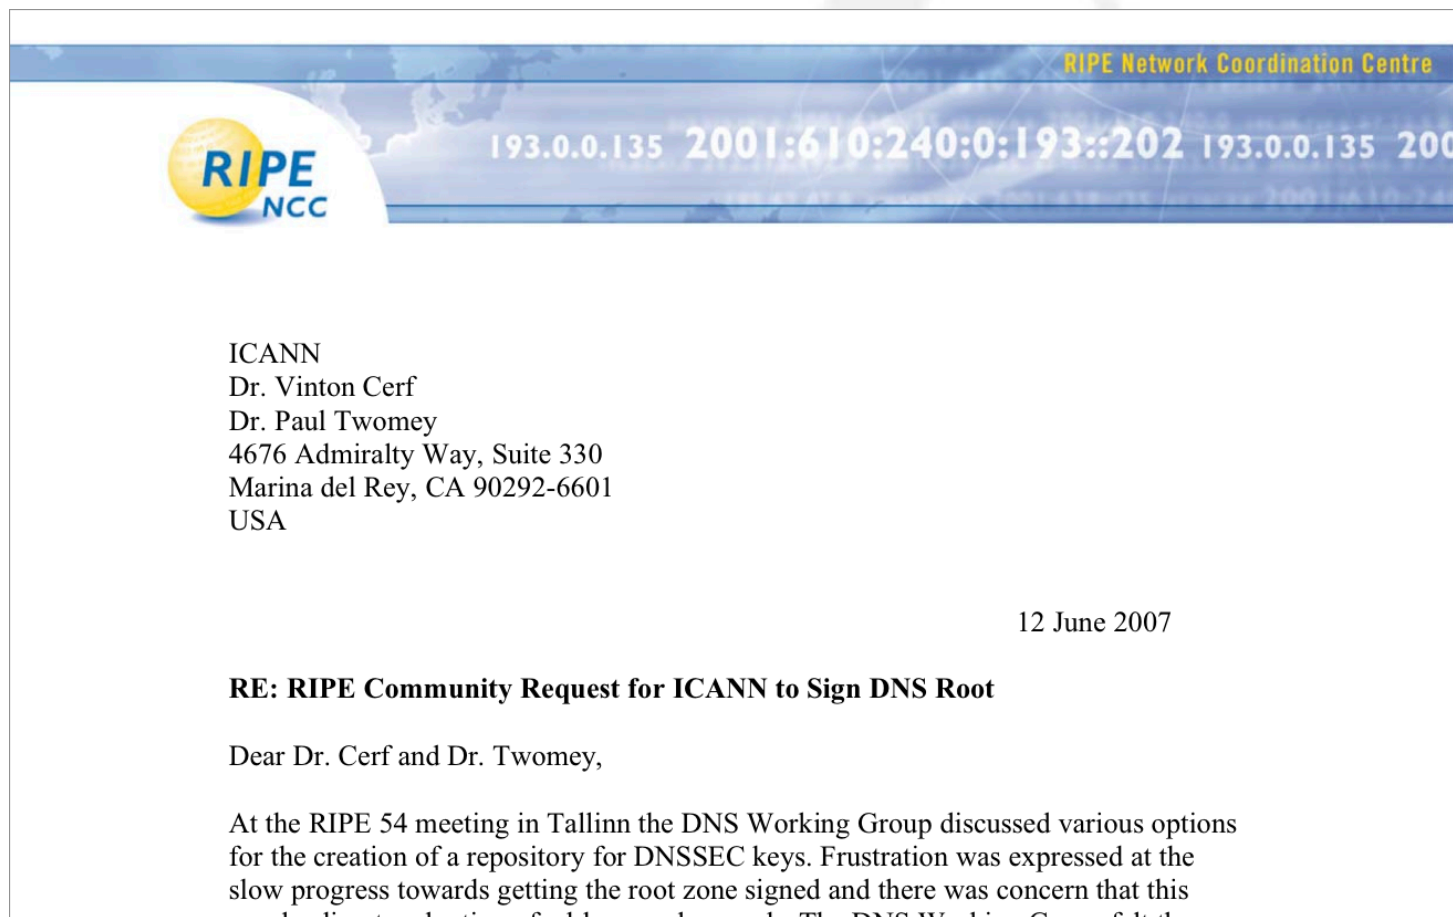 RIPE Network Coordination Centre
RIPE
NCC
193.0.0.135 2001:610:240:0:193::202 193.0.0.135 200
ICANN
Dr. Vinton Cerf
Dr. Paul Twomey
4676 Admiralty Way, Suite 330
Marina del Rey, CA 90292-6601
USA
12 June 2007
RE: RIPE Community Request for ICANN to Sign DNS Root
Dear Dr. Cerf and Dr. Twomey,
At the RIPE 54 meeting in Tallinn the DNS Working Group discussed various options
for the creation of a repository for DNSSEC keys. Frustration was expressed at the
slow progress towards getting the root zone signed and there was concern that this